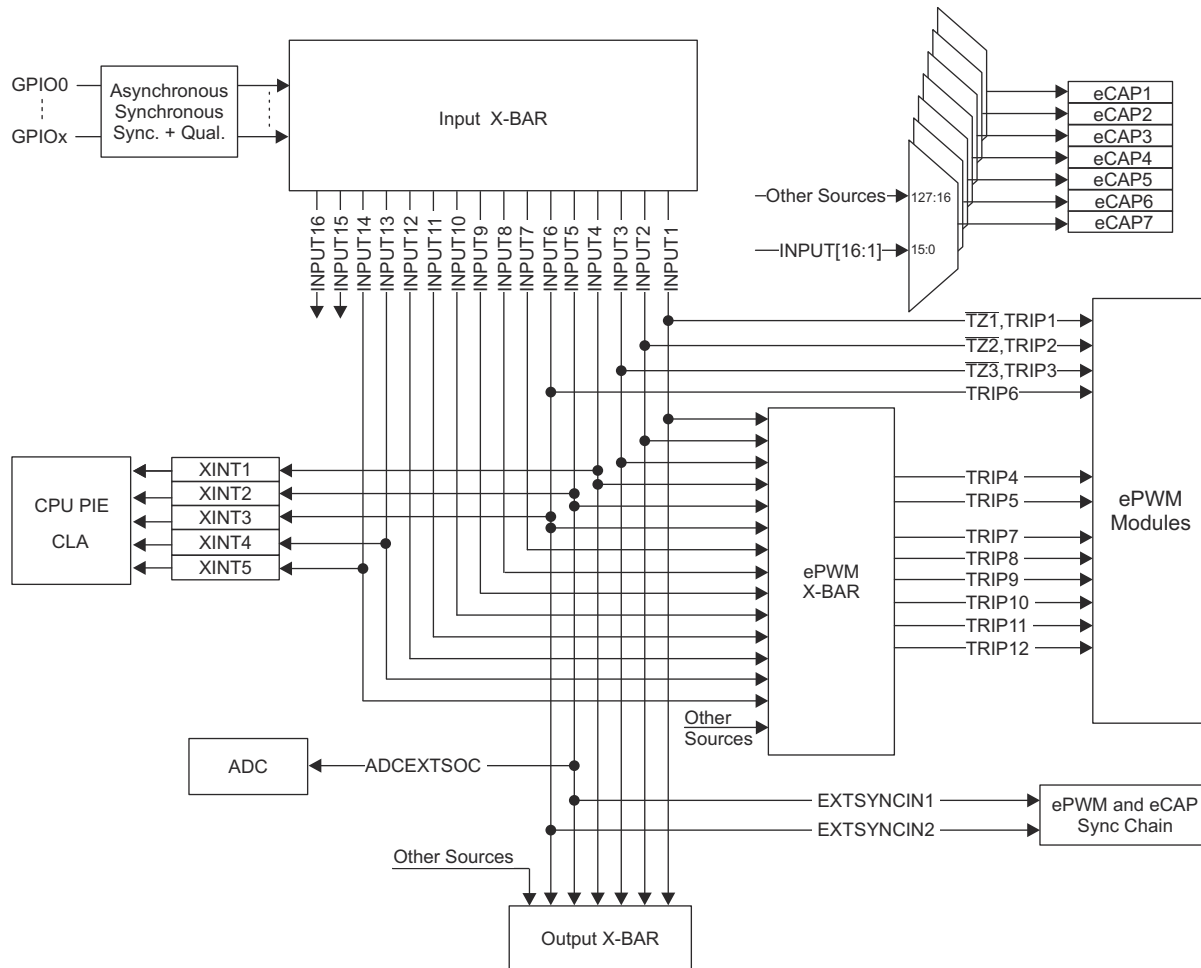 GPIO0
GPIOx
Asynchronous
Synchronous
Sync. + Qual.
Input X-BAR
INPUT16
INPUT15
INPUT14
INPUT13
INPUT12
INPUT11
INPUT10
INPUT9
INPUT8
INPUT7
INPUT6
INPUT5
INPUT4
INPUT3
INPUT2
INPUT1
Other Sources
127:16
INPUT[16:1]
15:0
eCAP1
eCAP2
eCAP3
eCAP4
eCAP5
eCAP6
eCAP7
TZ1,TRIP1
TZ2,TRIP2
TZ3,TRIP3
TRIP6
CPU PIE
CLA
XINT1
XINT2
XINT3
XINT4
XINT5
ePWM
X-BAR
TRIP4
TRIP5
TRIP7
TRIP8
TRIP9
TRIP10
TRIP11
TRIP12
ePWM
Modules
Other
Sources
ADC
ADCEXTSOC
EXTSYNCIN1
EXTSYNCIN2
ePWM and eCAP
Sync Chain
Other Sources
Output X-BAR